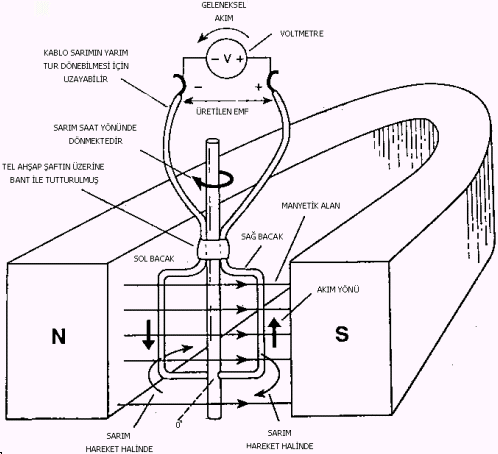 GELENEKSEL
AKIM
VOLTMETRE
− V +
KABLO SARIMIN YARIM
TUR DÖNEBİLMESİ İÇİN
UZAYABİLİR
− +
ÜRETİLEN EMF
SARIM SAAT YÖNÜNDE
DÖNMEKTEDİR
TEL AHŞAP ŞAFTIN ÜZERİNE
BANT İLE TUTTURULMUŞ
MANYETİK ALAN
SAĞ BACAK
SOL BACAK
AKIM YÖNÜ
N
S
0°
SARIM
HAREKET HALİNDE
SARIM
HAREKET HALİNDE